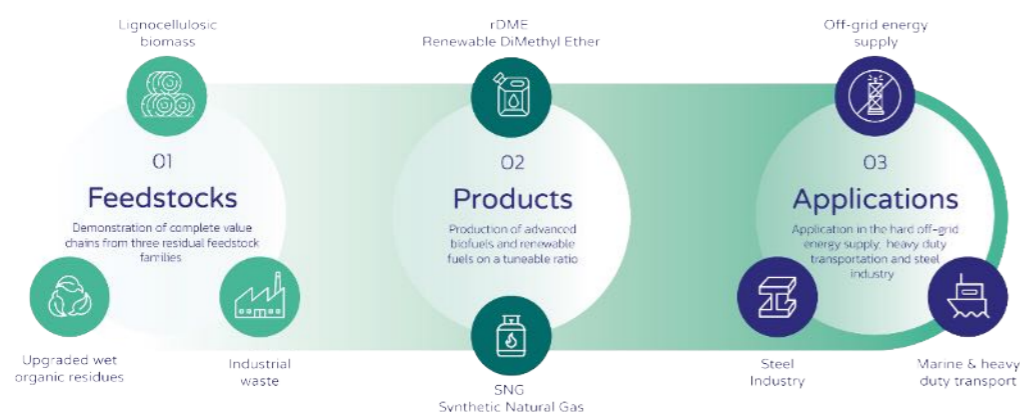 Lignocellulosic
biomass
01
Feedstocks
Demonstration of complete value
chains from three residual feedstock
families
Upgraded wet
organic residues
Industrial
waste
rDME
Renewable DiMethyl Ether
02
Products
Production of advanced
biofuels and renewable
fuels on a tuneable ratio
SNG
Synthetic Natural Gas
Off-grid energy
supply
03
Applications
Application in the hard off-grid
energy supply, heavy duty
transportation and steel
industry
Steel
Industry
Marine & heavy
duty transport